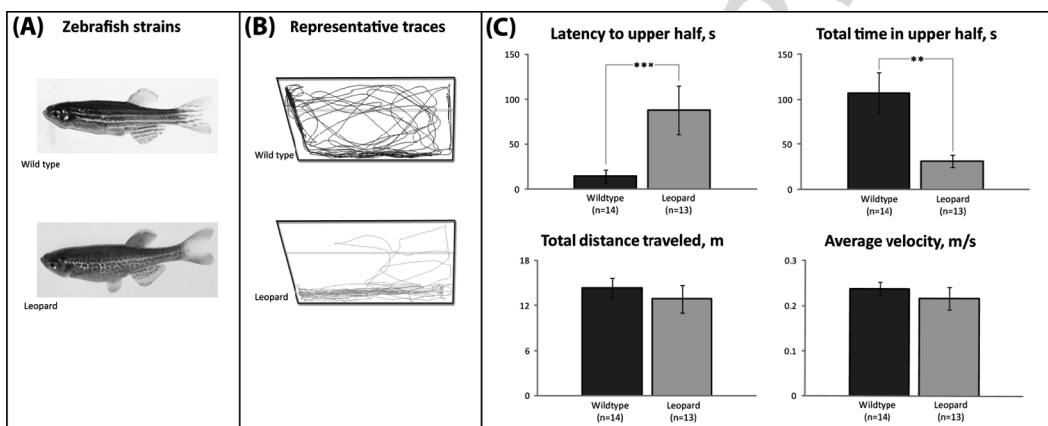 (A) Zebrafish strains
Wild type
Leopard
(B) Representative traces
Wild type
Leopard
(C)
Latency to upper half, s
150
100
50
0
***
Wildtype
(n=14)
Leopard
(n=13)
Total time in upper half, s
150
100
50
0
**
Wildtype
(n=14)
Leopard
(n=13)
Total distance traveled, m
18
12
6
0
Wildtype
(n=14)
Leopard
(n=13)
Average velocity, m/s
0.3
0.2
0.1
0
Wildtype
(n=14)
Leopard
(n=13)